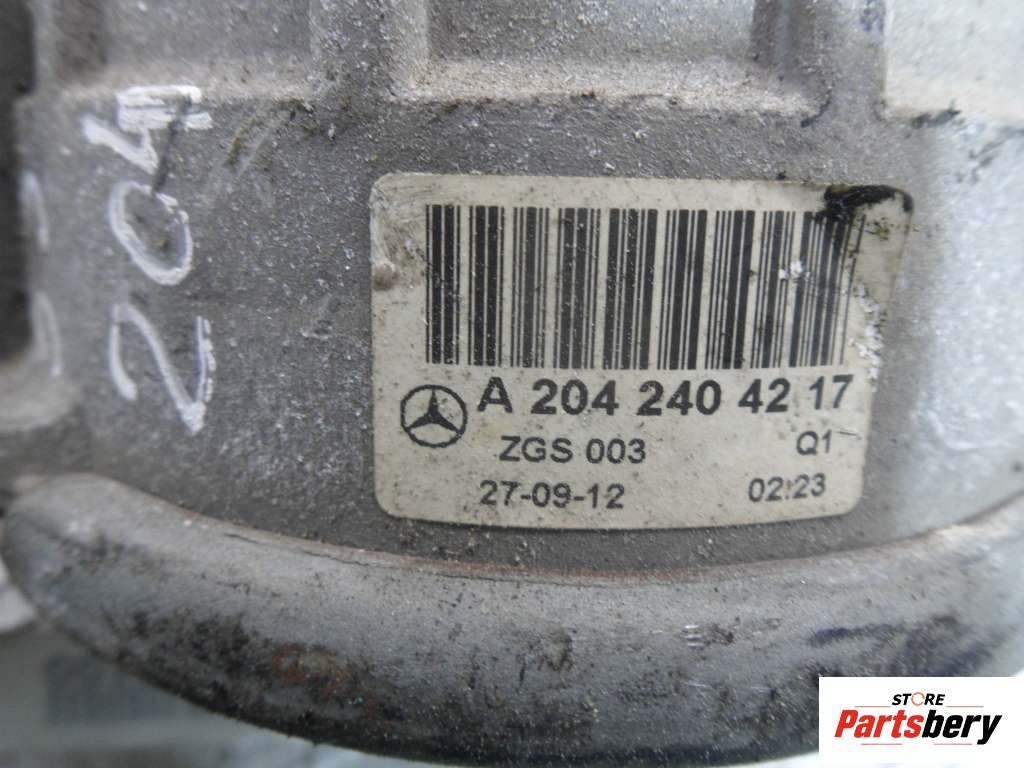 204
A 204 240 42 17
ZGS 003 Q1
27-09-12 02:23
STORE
Partsbery